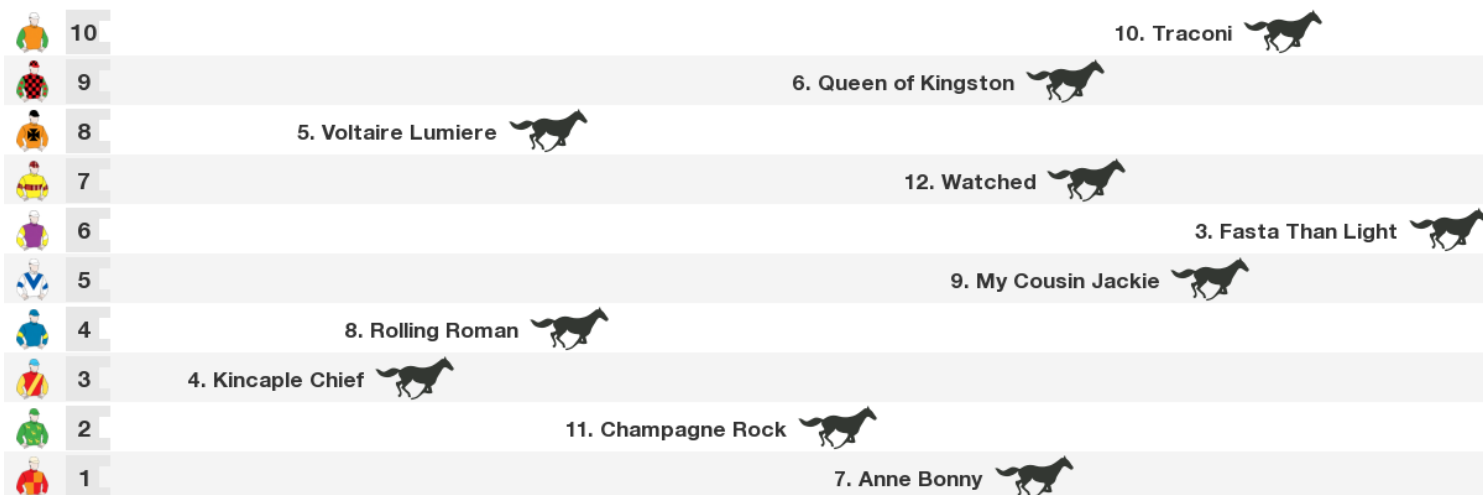 10 10. Traconi
9 6. Queen of Kingston
8 5. Voltaire Lumiere
7 12. Watched
6 3. Fasta Than Light
5 9. My Cousin Jackie
4 8. Rolling Roman
3 4. Kincaple Chief
2 11. Champagne Rock
1 7. Anne Bonny